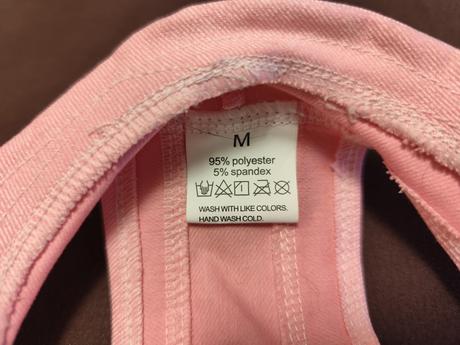 M
95% polyester
5% spandex
WASH WITH LIKE COLORS.
HAND WASH COLD.